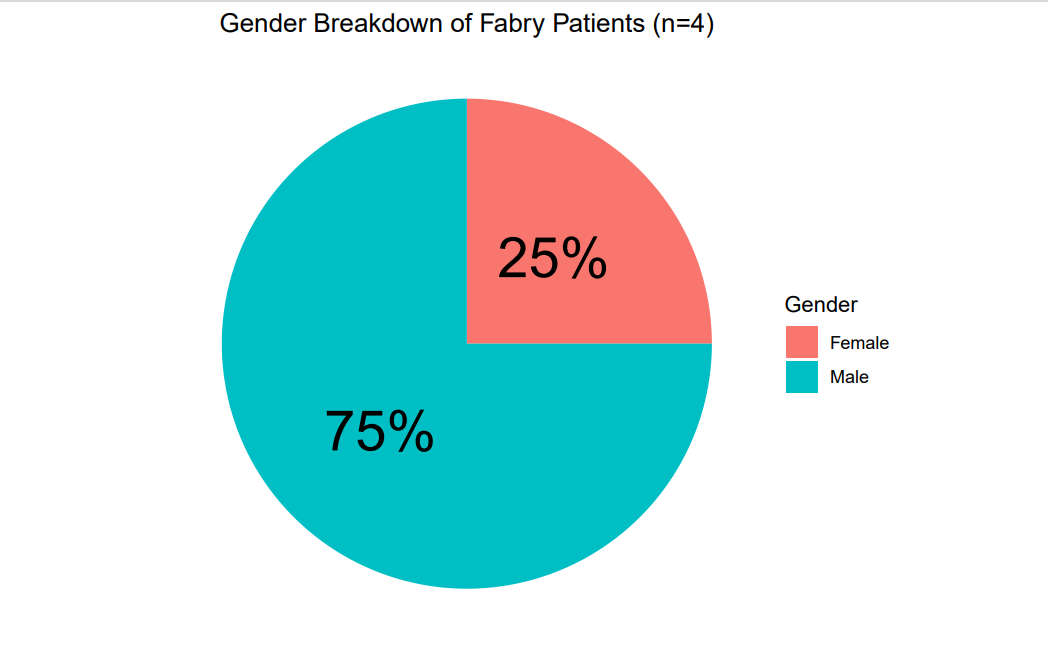 Gender Breakdown of Fabry Patients (n=4)
25%
75%
Gender
Female
Male